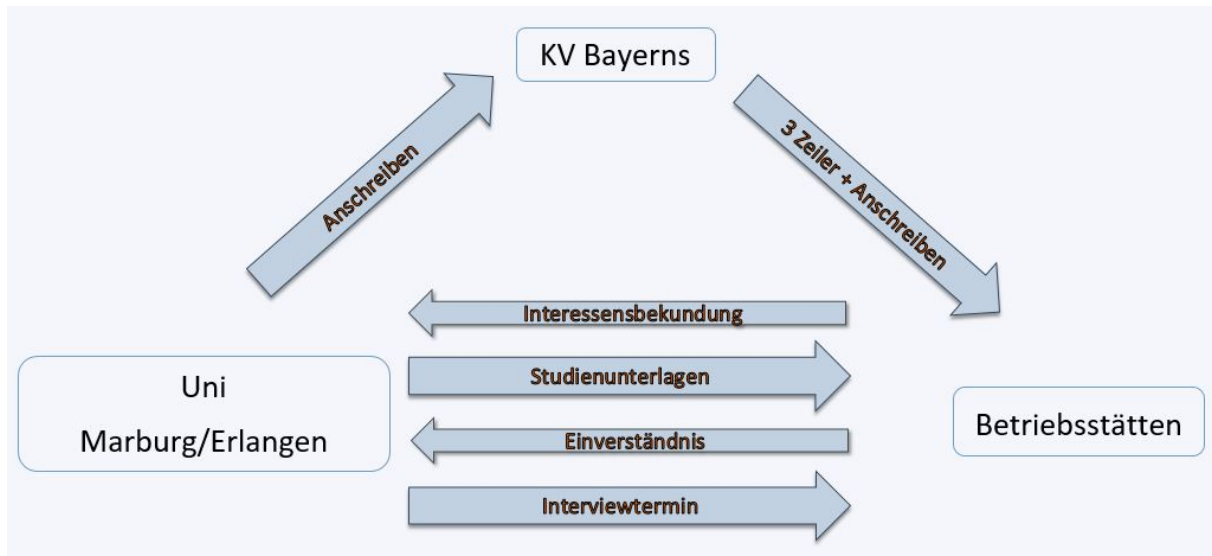 KV Bayerns
Anschreiben
3 Zeiler + Anschreiben
Interessensbekundung
Studienunterlagen
Einverständnis
Interviewtermin
Uni
Marburg/Erlangen
Betriebsstätten